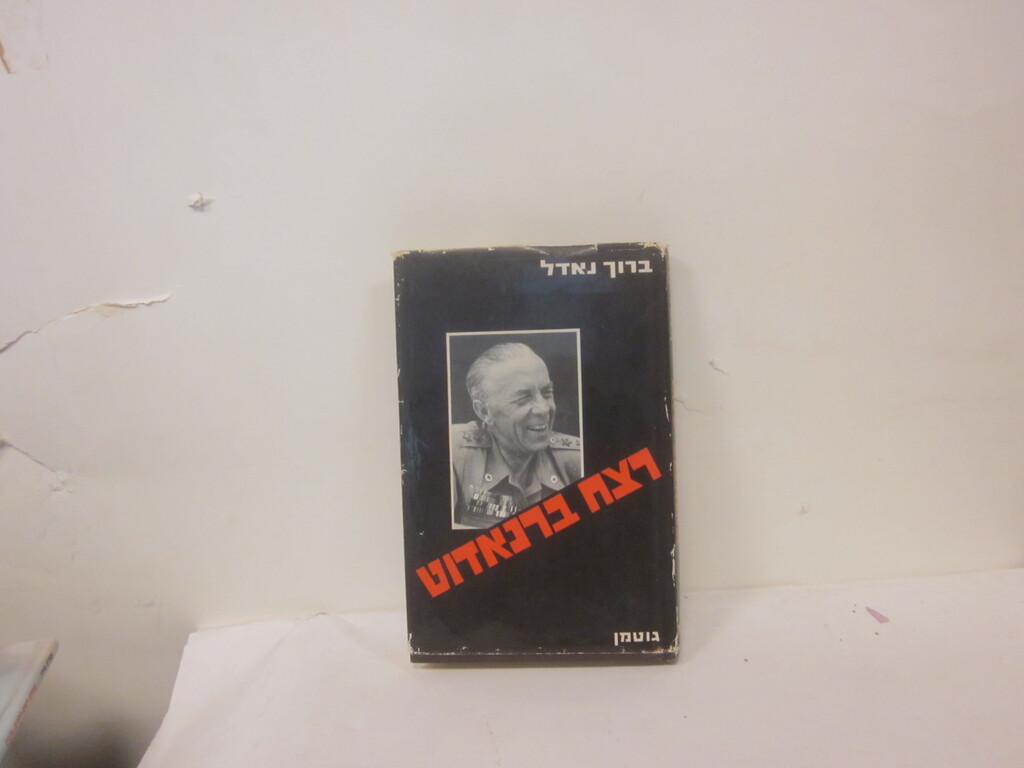 ברוך נאדל
רצח ברנאדוט
גוטמן